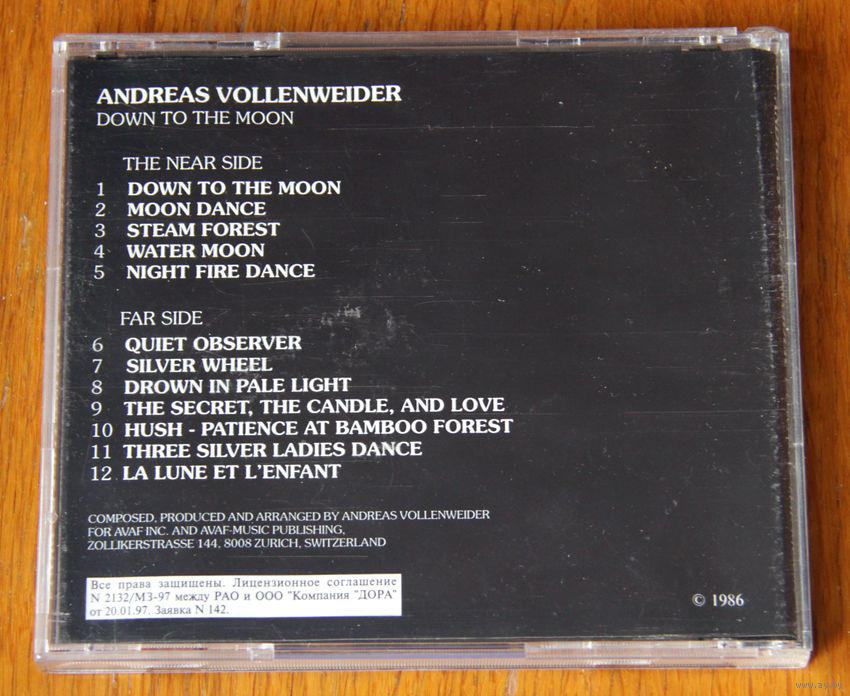 ANDREAS VOLLENWEIDER
DOWN TO THE MOON
THE NEAR SIDE
1 DOWN TO THE MOON
2 MOON DANCE
3 STEAM FOREST
4 WATER MOON
5 NIGHT FIRE DANCE
FAR SIDE
6 QUIET OBSERVER
7 SILVER WHEEL
8 DROWN IN PALE LIGHT
9 THE SECRET, THE CANDLE, AND LOVE
10 HUSH - PATIENCE AT BAMBOO FOREST
11 THREE SILVER LADIES DANCE
12 LA LUNE ET L'ENFANT
COMPOSED, PRODUCED AND ARRANGED BY ANDREAS VOLLENWEIDER
FOR AVAF INC. AND AVAF-MUSIC PUBLISHING,
ZOLLIKERSTRASSE 144, 8008 ZURICH, SWITZERLAND
Все права защищены. Лицензионное соглашение
N 2132/МЗ-97 между РАО и ООО "Компания "ДОРА"
от 20.01.97. Заявка N 142.
© 1986